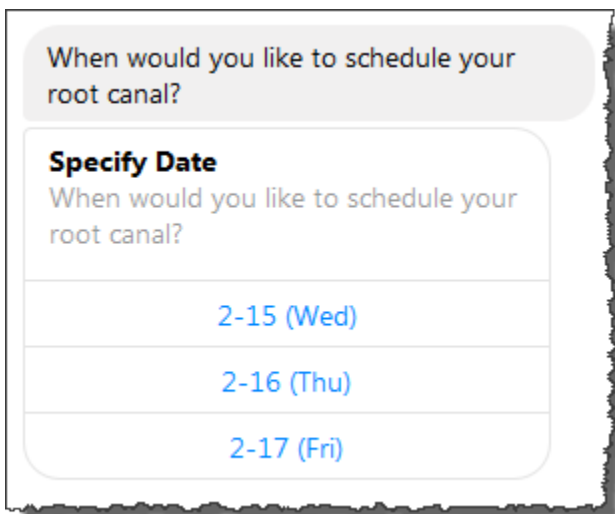 When would you like to schedule your
root canal?
Specify Date
When would you like to schedule your
root canal?
2-15 (Wed)
2-16 (Thu)
2-17 (Fri)